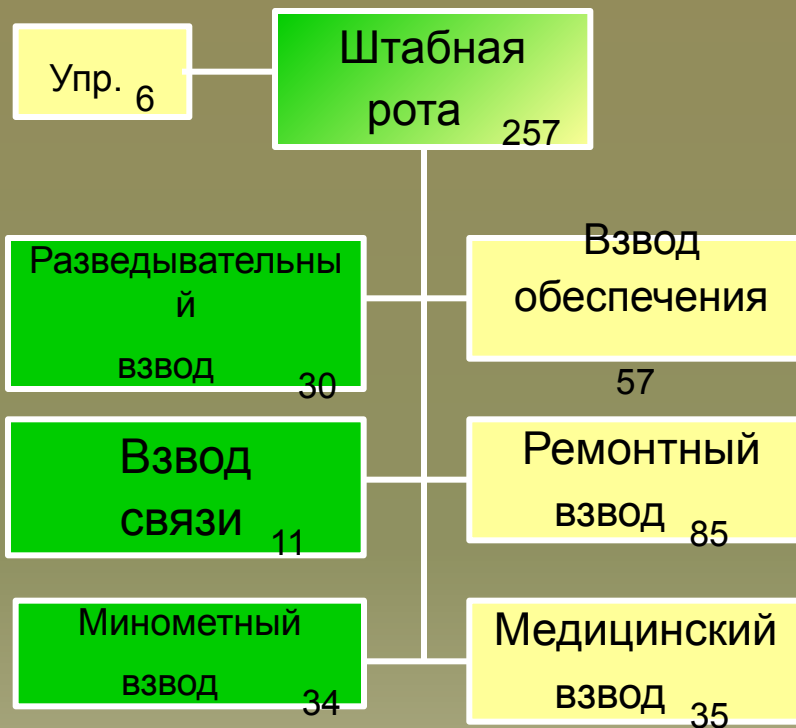 Упр. 6
Штабная
рота 257
Разведывательны
й
взвод 30
Взвод
обеспечения
57
Взвод
связи 11
Ремонтный
взвод 85
Минометный
взвод 34
Медицинский
взвод 35